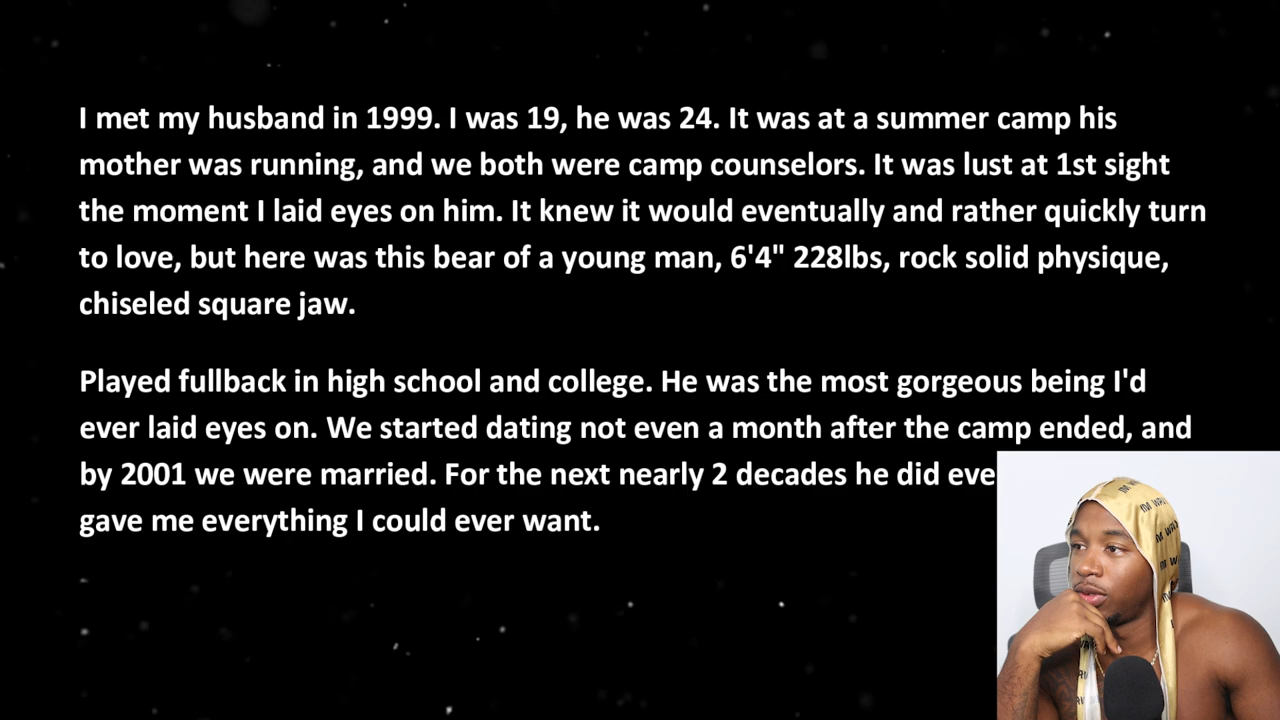 I met my husband in 1999. I was 19, he was 24. It was at a summer camp his
mother was running, and we both were camp counselors. It was lust at 1st sight
the moment I laid eyes on him. It knew it would eventually and rather quickly turn
to love, but here was this bear of a young man, 6'4" 228lbs, rock solid physique,
chiseled square jaw.
Played fullback in high school and college. He was the most gorgeous being I'd
ever laid eyes on. We started dating not even a month after the camp ended, and
by 2001 we were married. For the next nearly 2 decades he did eve
gave me everything I could ever want.